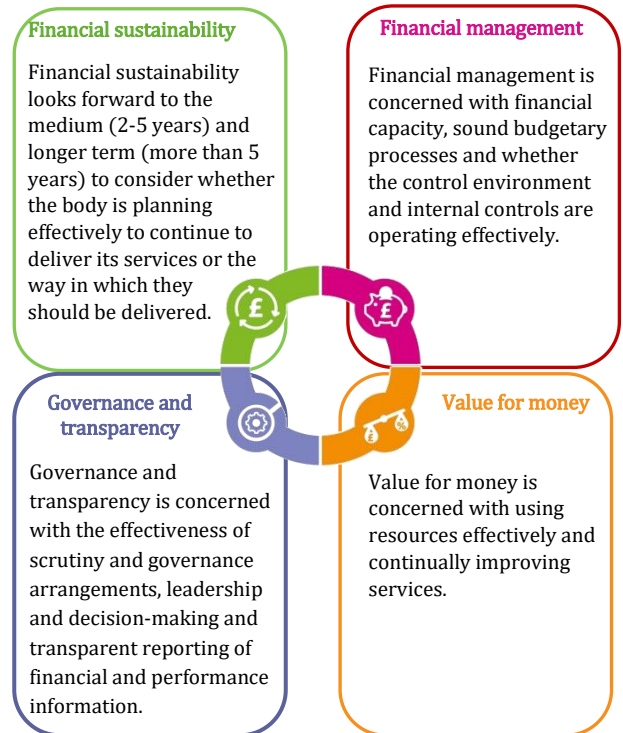 Financial sustainability
Financial sustainability
looks forward to the
medium (2-5 years) and
longer term (more than 5
years) to consider whether
the body is planning
effectively to continue to
deliver its services or the
way in which they
should be delivered.
Financial management
Financial management is
concerned with financial
capacity, sound budgetary
processes and whether
the control environment
and internal controls are
operating effectively.
£
£
Governance and
transparency
Governance and
transparency is concerned
with the effectiveness of
scrutiny and governance
arrangements, leadership
and decision-making and
transparent reporting of
financial and performance
information.
£
%
Value for money
Value for money is
concerned with using
resources effectively and
continually improving
services.